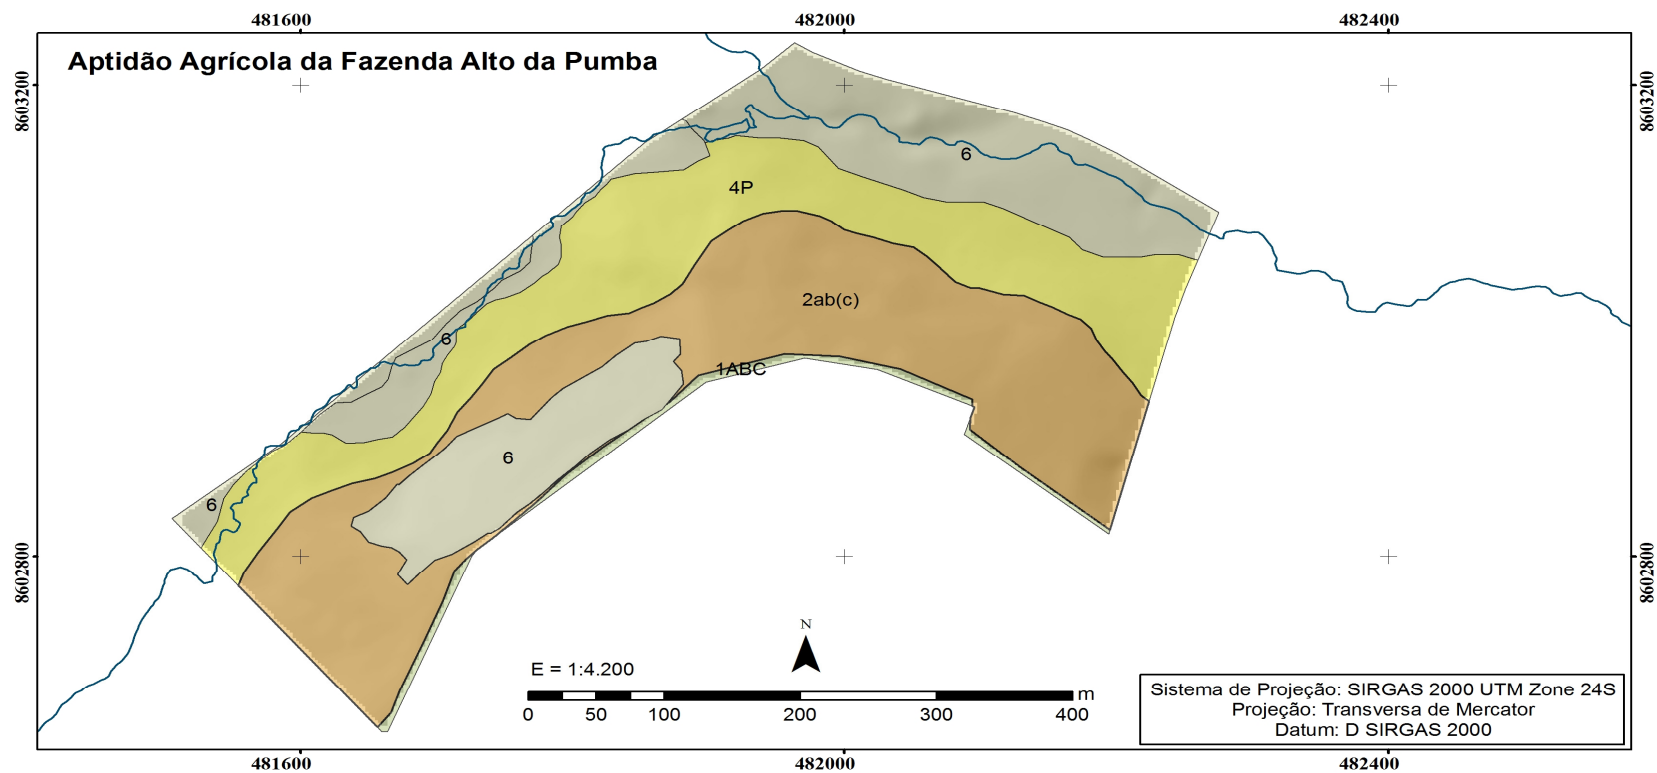 481600 482000 482400
Aptidão Agrícola da Fazenda Alto da Pumba
8603200 8603200
6
4P
2ab(c)
6
1ABC
6
6
8602800 8602800
N
E = 1:4.200
m
0 50 100 200 300 400
Sistema de Projeção: SIRGAS 2000 UTM Zone 24S
Projeção: Transversa de Mercator
Datum: D SIRGAS 2000
481600 482000 482400